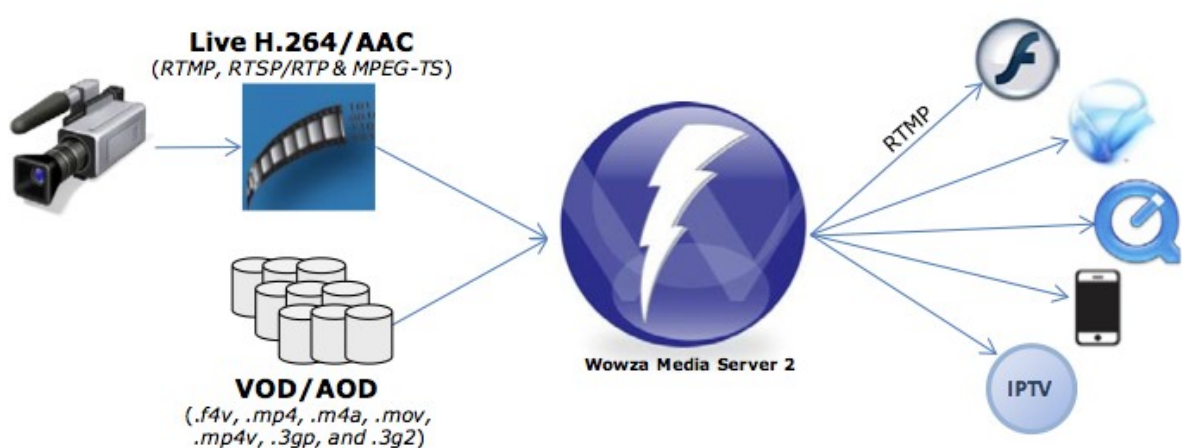 Live H.264/AAC
(RTMP, RTSP/RTP & MPEG-TS)
VOD/AOD
(.f4v, .mp4, .m4a, .mov,
.mp4v, .3gp, and .3g2)
Wowza Media Server 2
RTMP
IPTV